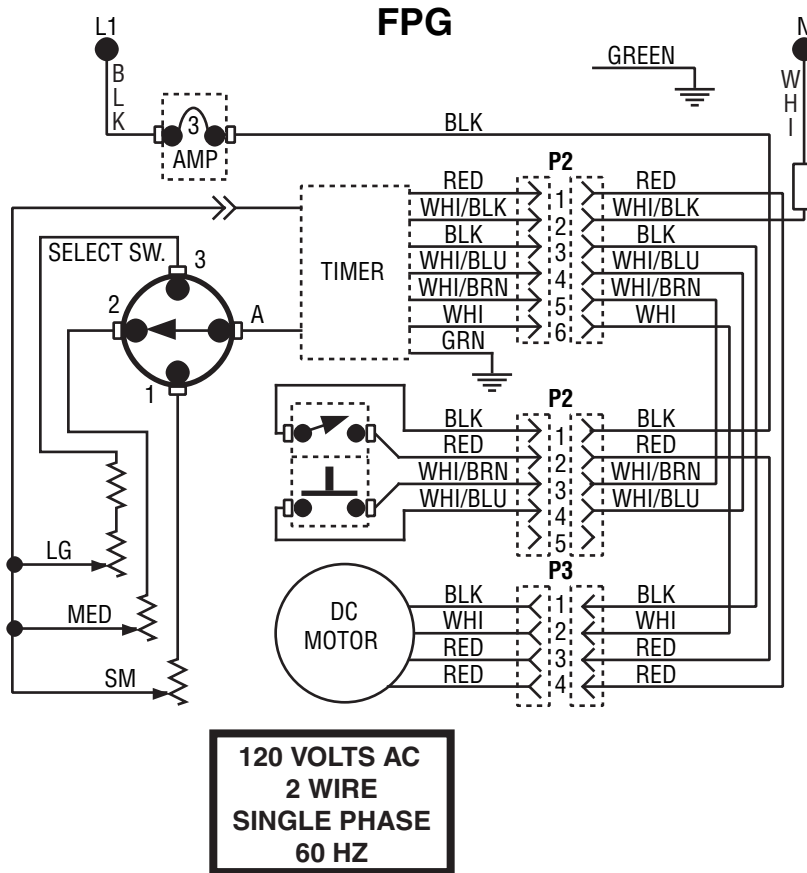 FPG
L1
N
B
L
K
W
H
I
GREEN
3
AMP
BLK
P2
RED
1
RED
WHI/BLK
2
WHI/BLK
BLK
3
BLK
WHI/BLU
4
WHI/BLU
WHI/BRN
5
WHI/BRN
WHI
6
WHI
GRN
TIMER
SELECT SW.
3
2
A
1
P2
BLK
1
BLK
RED
2
RED
WHI/BRN
3
WHI/BRN
WHI/BLU
4
WHI/BLU
5
LG
MED
SM
P3
DC
MOTOR
BLK
1
BLK
WHI
2
WHI
RED
3
RED
RED
4
RED
120 VOLTS AC
2 WIRE
SINGLE PHASE
60 HZ